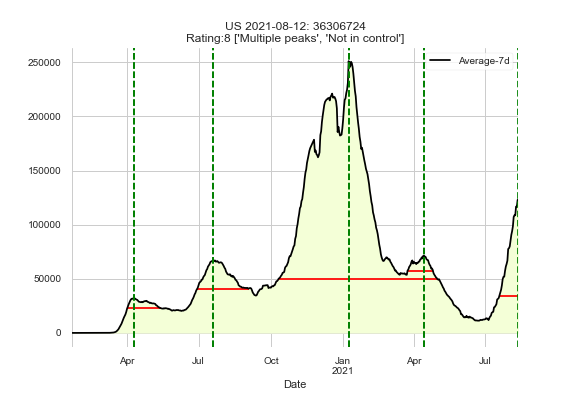 US 2021-08-12: 36306724
Rating:8 ['Multiple peaks', 'Not in control']
Average-7d
250000
200000
150000
100000
50000
0
Apr
Jul
Oct
Jan
2021
Apr
Jul
Date